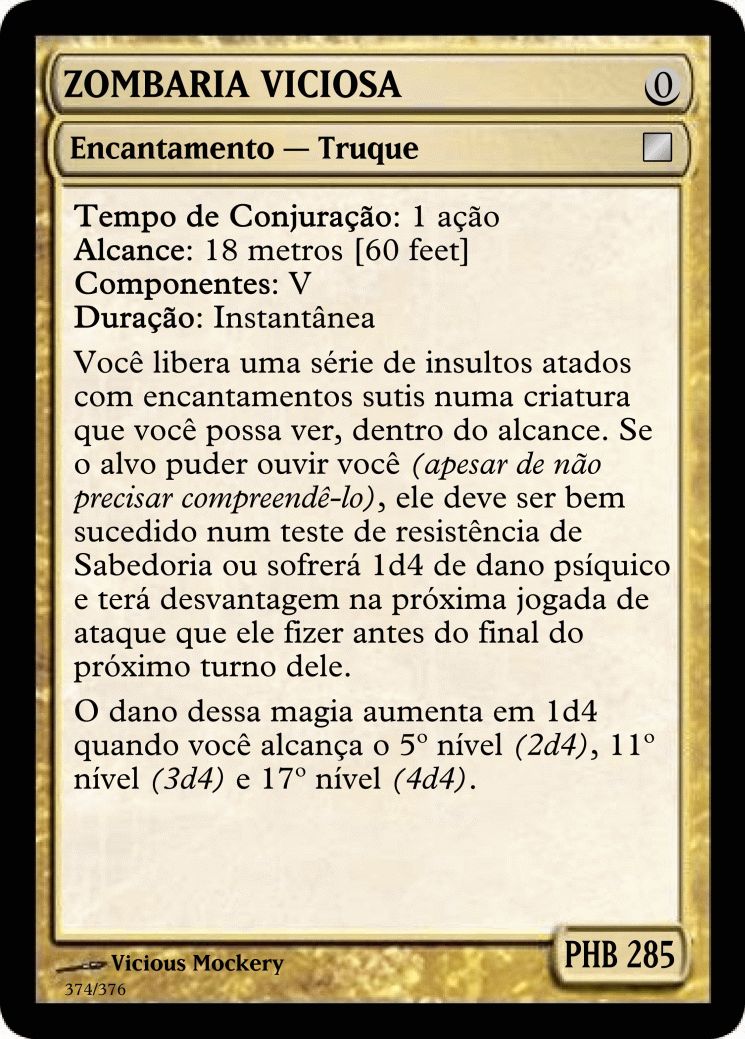 ZOMBARIA VICIOSA
0
Encantamento — Truque
Tempo de Conjuração: 1 ação
Alcance: 18 metros [60 feet]
Componentes: V
Duração: Instantânea
Você libera uma série de insultos atados
com encantamentos sutis numa criatura
que você possa ver, dentro do alcance. Se
o alvo puder ouvir você (apesar de não
precisar compreendê-lo), ele deve ser bem
sucedido num teste de resistência de
Sabedoria ou sofrerá 1d4 de dano psíquico
e terá desvantagem na próxima jogada de
ataque que ele fizer antes do final do
próximo turno dele.
O dano dessa magia aumenta em 1d4
quando você alcança o 5º nível (2d4), 11º
nível (3d4) e 17º nível (4d4).
PHB 285
Vicious Mockery
374/376